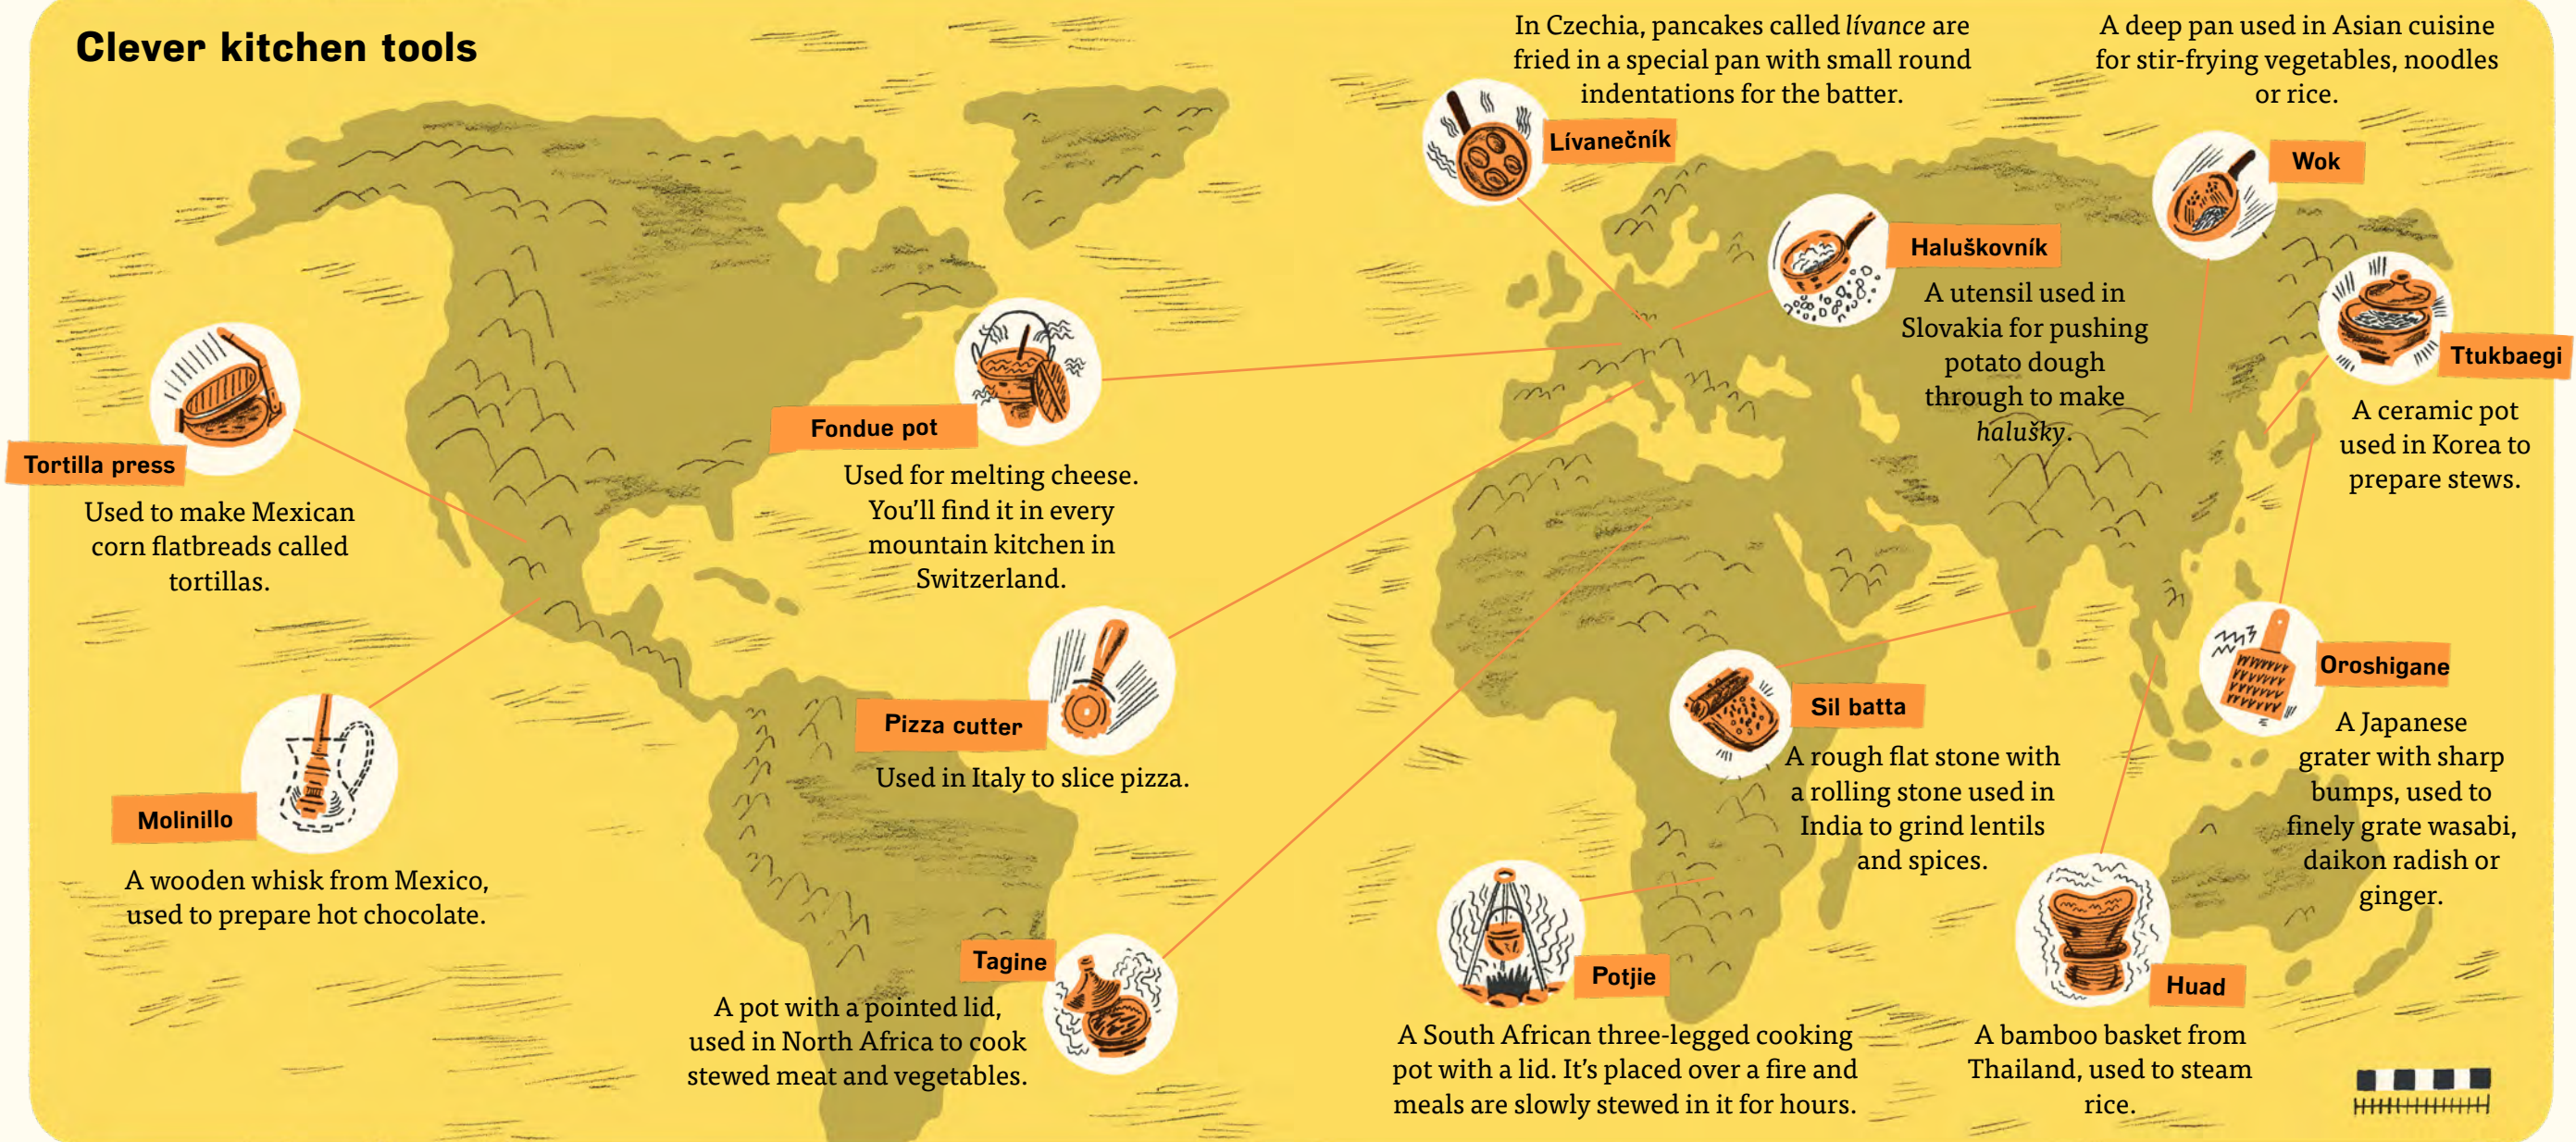 Clever kitchen tools
In Czechia, pancakes called lívance are
fried in a special pan with small round
indentations for the batter.
Lívanečník
A deep pan used in Asian cuisine
for stir-frying vegetables, noodles
or rice.
Wok
Haluškovník
A utensil used in
Slovakia for pushing
potato dough
through to make
halušky.
Ttukbaegi
A ceramic pot
used in Korea to
prepare stews.
Tortilla press
Used to make Mexican
corn flatbreads called
tortillas.
Fondue pot
Used for melting cheese.
You’ll find it in every
mountain kitchen in
Switzerland.
Pizza cutter
Used in Italy to slice pizza.
Molinillo
A wooden whisk from Mexico,
used to prepare hot chocolate.
Tagine
A pot with a pointed lid,
used in North Africa to cook
stewed meat and vegetables.
Sil batta
A rough flat stone with
a rolling stone used in
India to grind lentils
and spices.
Oroshigane
A Japanese
grater with sharp
bumps, used to
finely grate wasabi,
daikon radish or
ginger.
Potjie
A South African three-legged cooking
pot with a lid. It’s placed over a fire and
meals are slowly stewed in it for hours.
Huad
A bamboo basket from
Thailand, used to steam
rice.